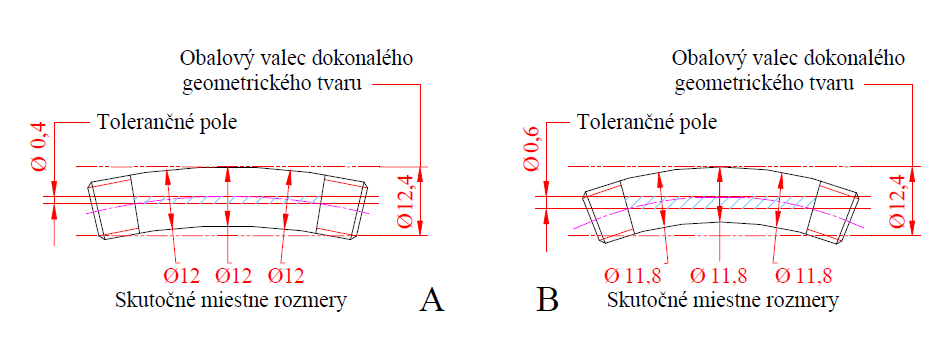 Obalový valec dokonalého
geometrického tvaru
Tolerančné pole
Ø 0,4
Ø12,4
Ø12 Ø12 Ø12
Skutočné miestne rozmery
A
Obalový valec dokonalého
geometrického tvaru
Tolerančné pole
Ø 0,6
Ø12,4
Ø 11,8 Ø 11,8 Ø 11,8
Skutočné miestne rozmery
B